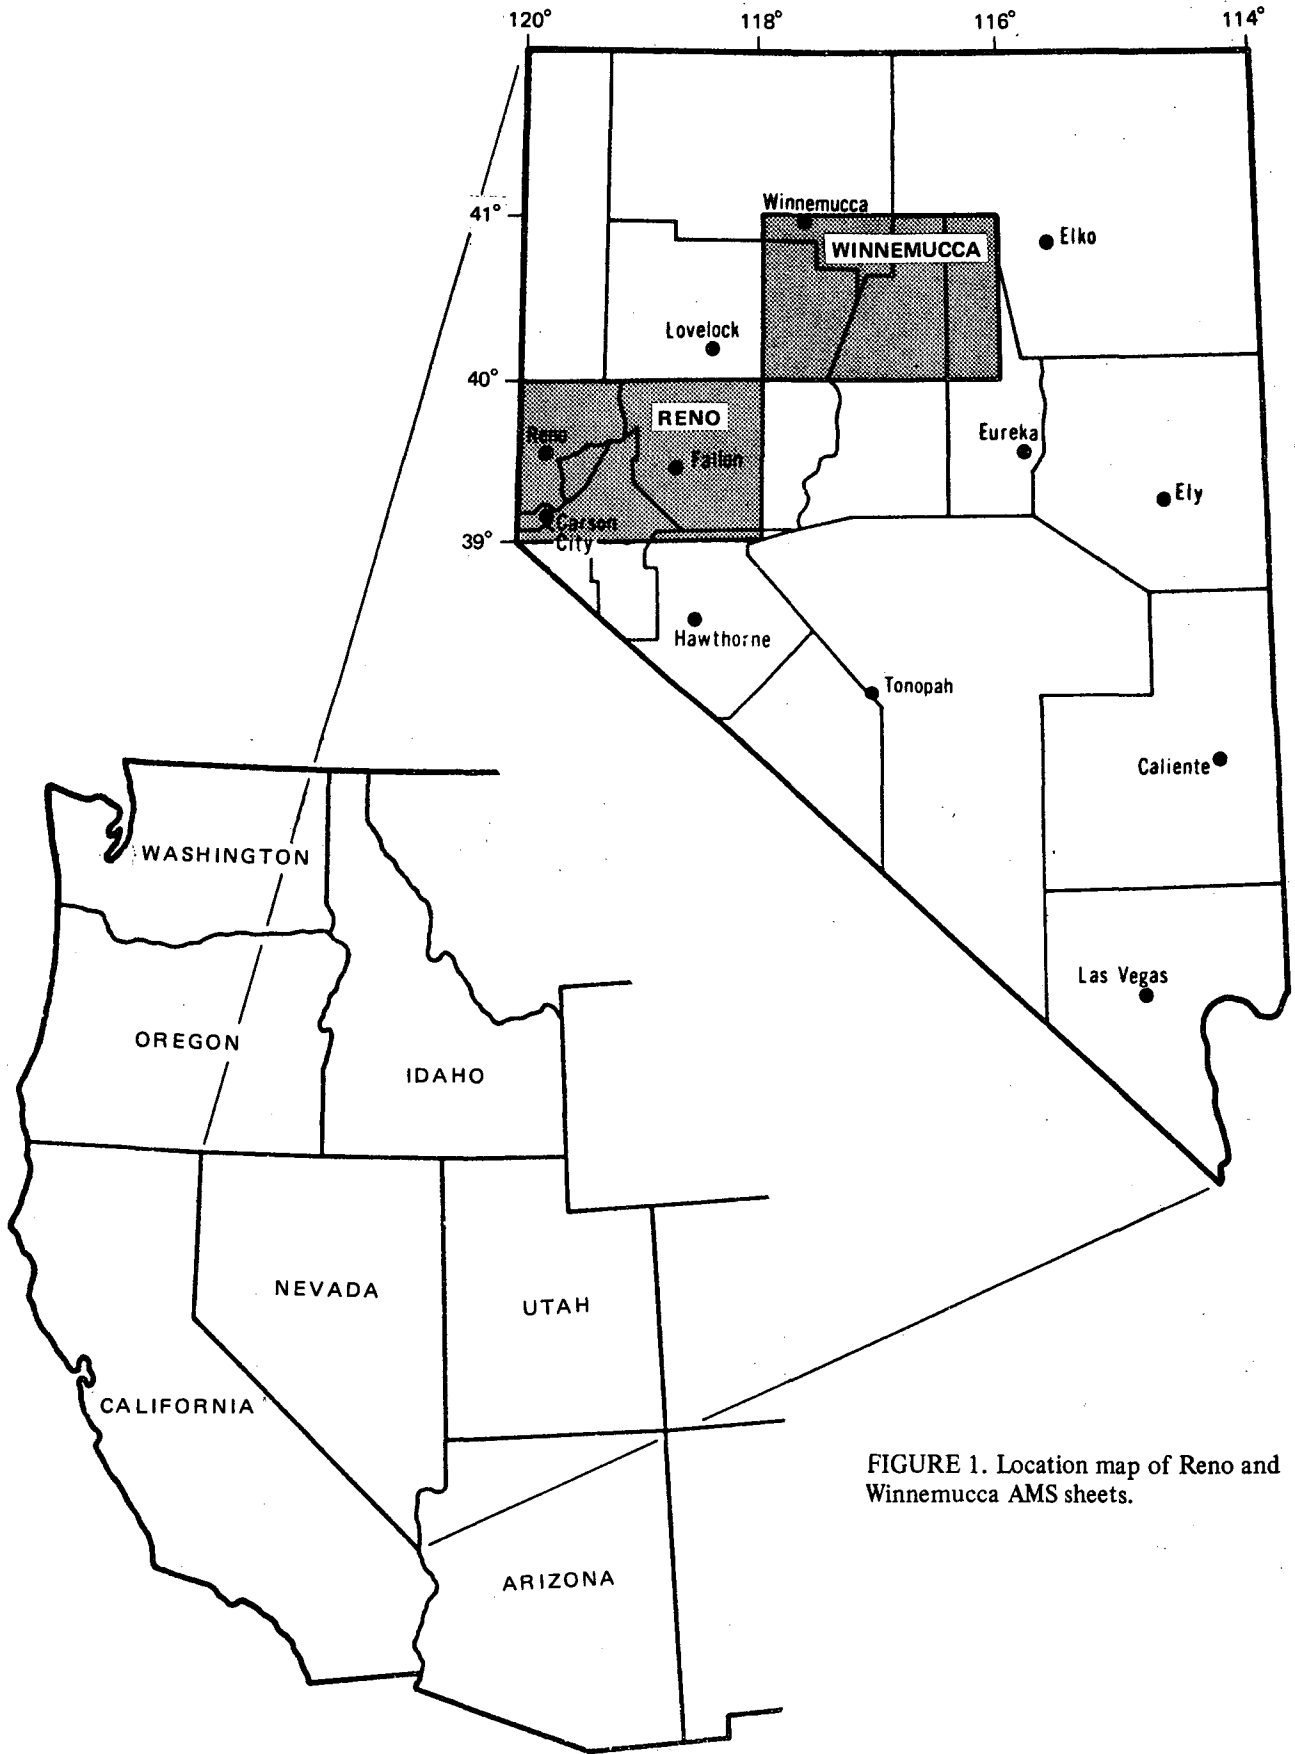 120° 118° 116° 114°
41°
Winnemucca
WINNEMUCCA
Elko
Lovelock
40°
RENO
Reno
Fallon
Eureka
Ely
Carson
City
39°
Hawthorne
Tonopah
Caliente
WASHINGTON
Las Vegas
OREGON
IDAHO
NEVADA
UTAH
CALIFORNIA
FIGURE 1. Location map of Reno and
Winnemucca AMS sheets.
ARIZONA